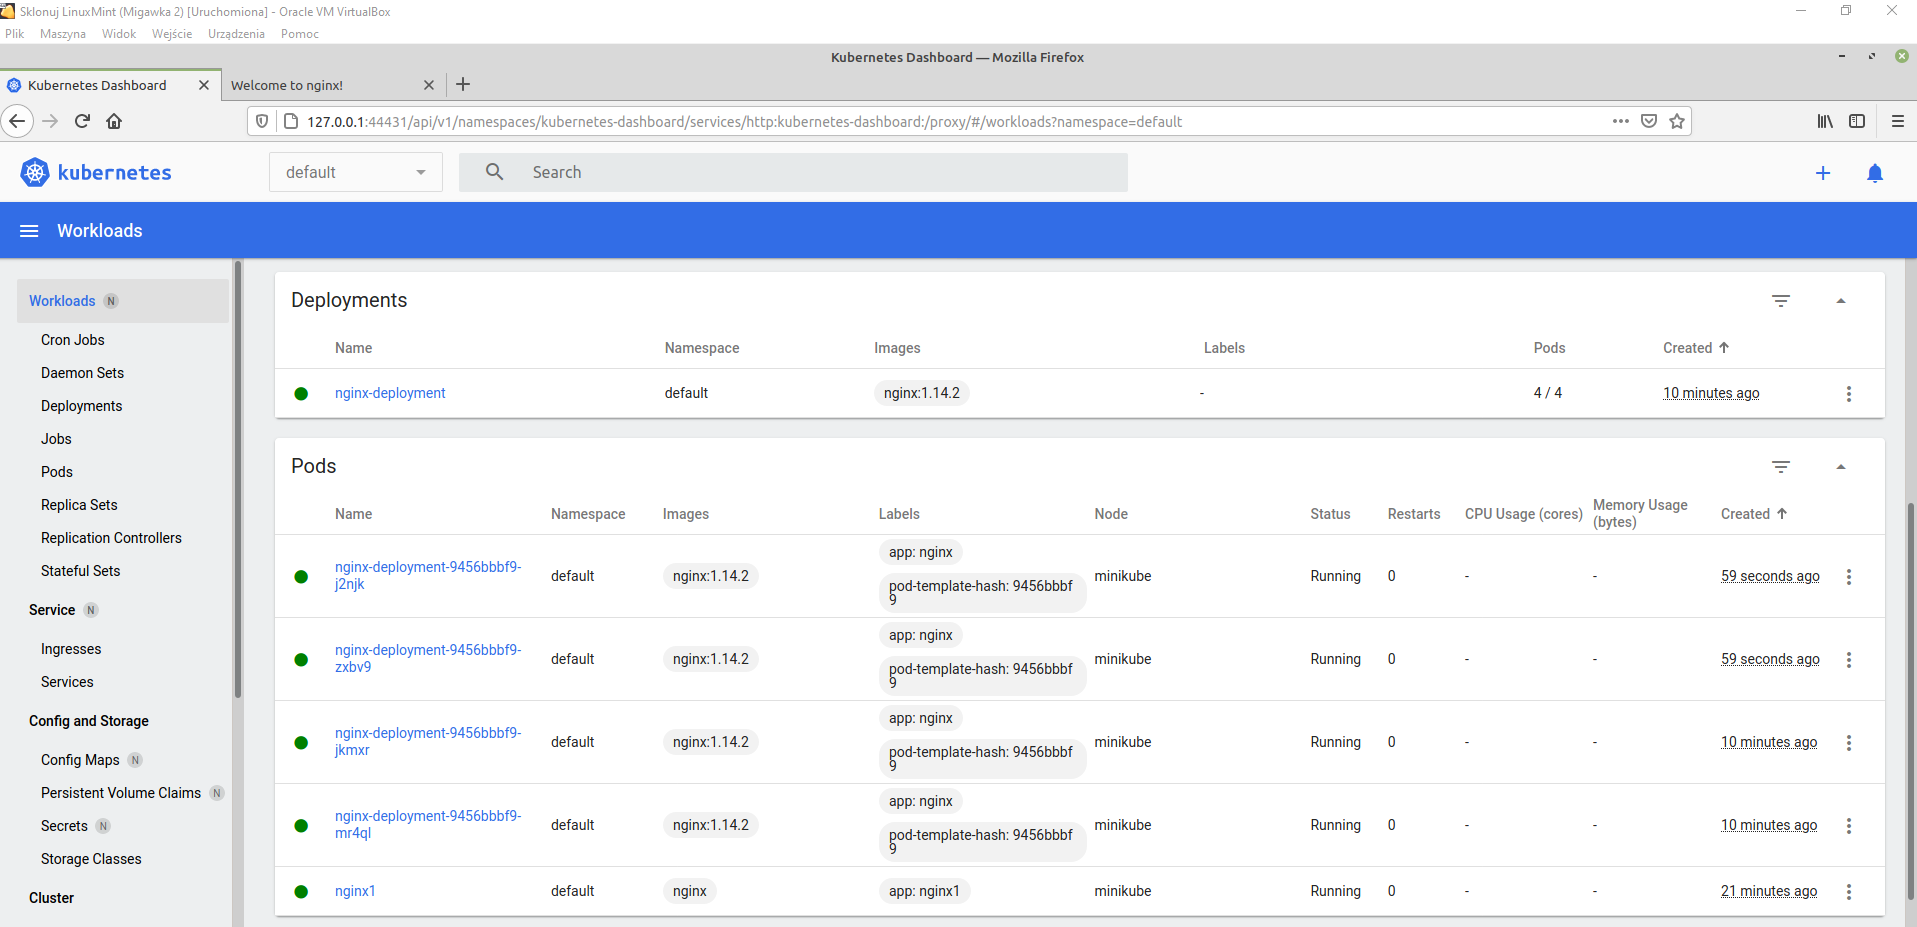 Sklonuj LinuxMint (Migawka 2) [Uruchomiona] - Oracle VM VirtualBox
Plik Maszyna Widok Wejście Urządzenia Pomoc
Kubernetes Dashboard — Mozilla Firefox
Kubernetes Dashboard Welcome to nginx!
127.0.0.1:44431/api/v1/namespaces/kubernetes-dashboard/services/http:kubernetes-dashboard:/proxy/#/workloads?namespace=default
kubernetes default Search
Workloads
Workloads N
Cron Jobs
Daemon Sets
Deployments
Jobs
Pods
Replica Sets
Replication Controllers
Stateful Sets
Service N
Ingresses
Services
Config and Storage
Config Maps N
Persistent Volume Claims N
Secrets N
Storage Classes
Cluster
Deployments
Name Namespace Images Labels Pods Created
nginx-deployment default nginx:1.14.2 - 4 / 4 10 minutes ago
Pods
Name Namespace Images Labels Node Status Restarts CPU Usage (cores) Memory Usage (bytes) Created
nginx-deployment-9456bbbf9-j2njk default nginx:1.14.2 app: nginx pod-template-hash: 9456bbbf9 minikube Running 0 - - 59 seconds ago
nginx-deployment-9456bbbf9-zxbv9 default nginx:1.14.2 app: nginx pod-template-hash: 9456bbbf9 minikube Running 0 - - 59 seconds ago
nginx-deployment-9456bbbf9-jkmxr default nginx:1.14.2 app: nginx pod-template-hash: 9456bbbf9 minikube Running 0 - - 10 minutes ago
nginx-deployment-9456bbbf9-mr4ql default nginx:1.14.2 app: nginx pod-template-hash: 9456bbbf9 minikube Running 0 - - 10 minutes ago
nginx1 default nginx app: nginx1 minikube Running 0 - - 21 minutes ago